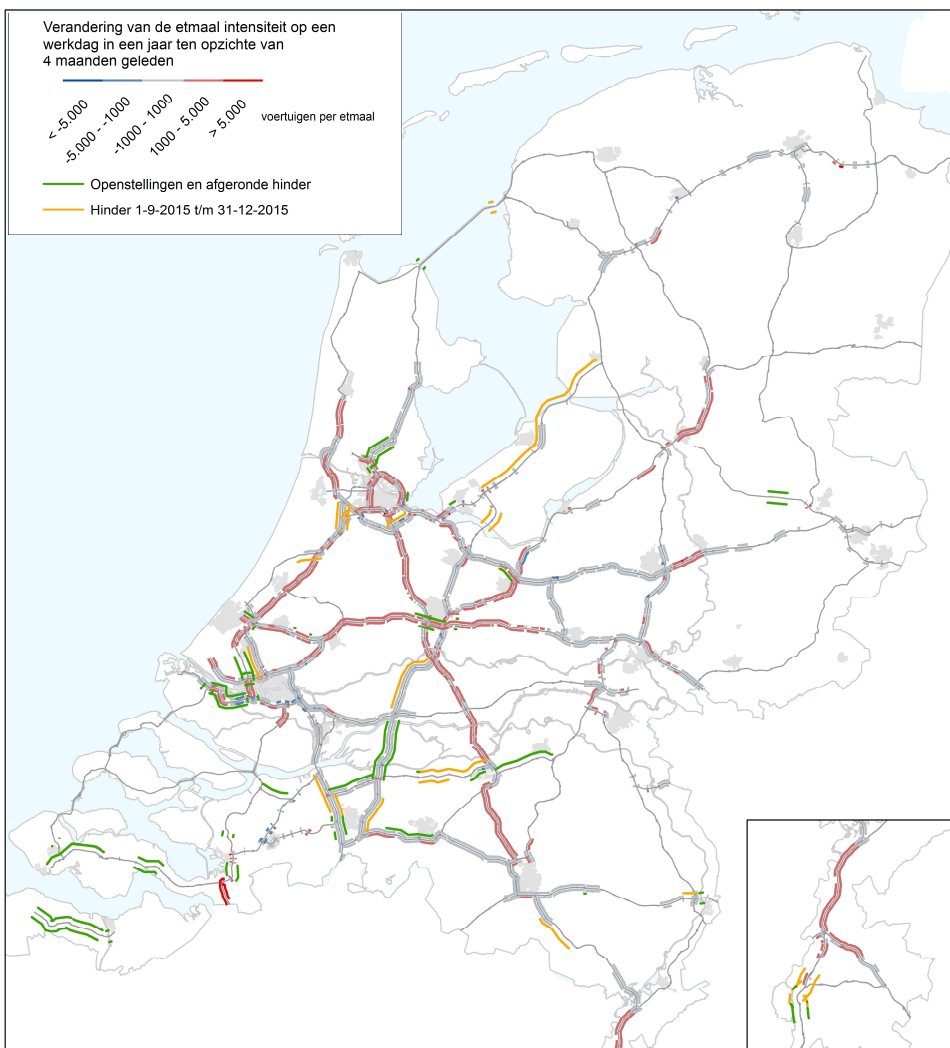 Verandering van de etmaal intensiteit op een
werkdag in een jaar ten opzichte van
4 maanden geleden
< -5.000
-5.000 - -1000
-1000 - 1000
1000 - 5.000
> 5.000
voertuigen per etmaal
Openstellingen en afgeronde hinder
Hinder 1-9-2015 t/m 31-12-2015